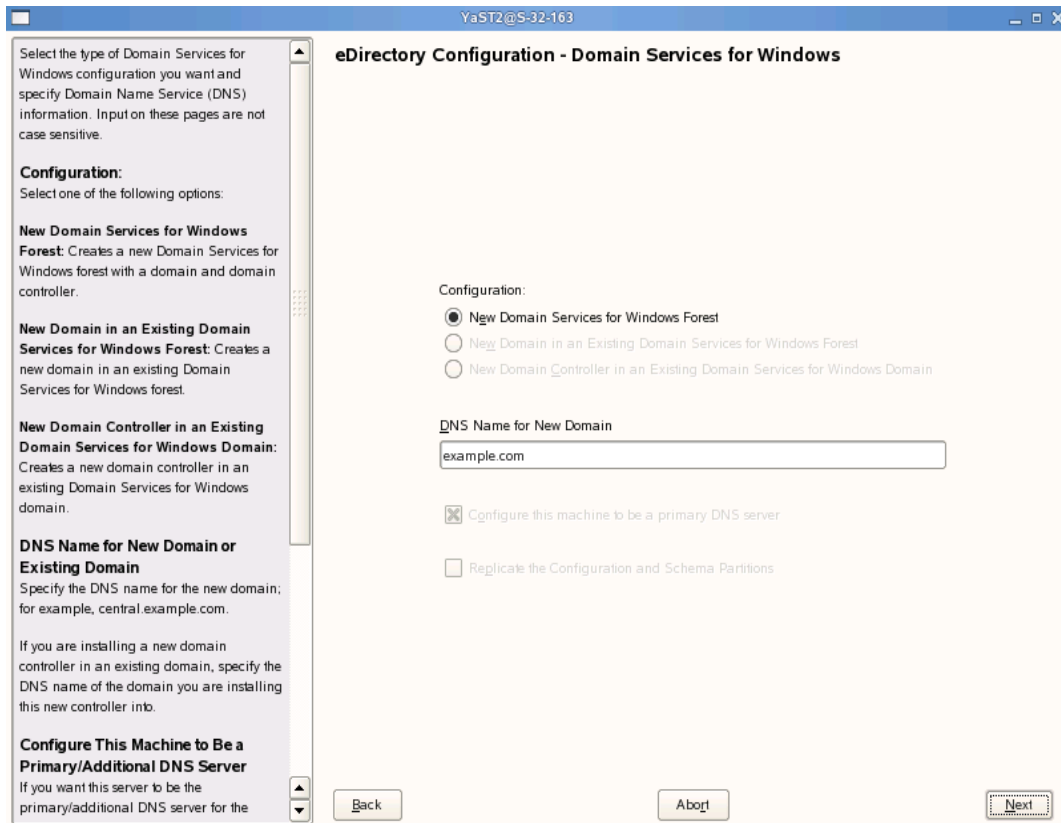 YaST2@S-32-163
Select the type of Domain Services for
Windows configuration you want and
specify Domain Name Service (DNS)
information. Input on these pages are not
case sensitive.
Configuration:
Select one of the following options:
New Domain Services for Windows
Forest: Creates a new Domain Services for
Windows forest with a domain and domain
controller.
New Domain in an Existing Domain
Services for Windows Forest: Creates a
new domain in an existing Domain
Services for Windows forest.
New Domain Controller in an Existing
Domain Services for Windows Domain:
Creates a new domain controller in an
existing Domain Services for Windows
domain.
DNS Name for New Domain or
Existing Domain
Specify the DNS name for the new domain;
for example, central.example.com.
If you are installing a new domain
controller in an existing domain, specify the
DNS name of the domain you are installing
this new controller into.
Configure This Machine to Be a
Primary/Additional DNS Server
If you want this server to be the
primary/additional DNS server for the
eDirectory Configuration - Domain Services for Windows
Configuration:
New Domain Services for Windows Forest
New Domain in an Existing Domain Services for Windows Forest
New Domain Controller in an Existing Domain Services for Windows Domain
DNS Name for New Domain
example.com
Configure this machine to be a primary DNS server
Replicate the Configuration and Schema Partitions
Back
Abort
Next